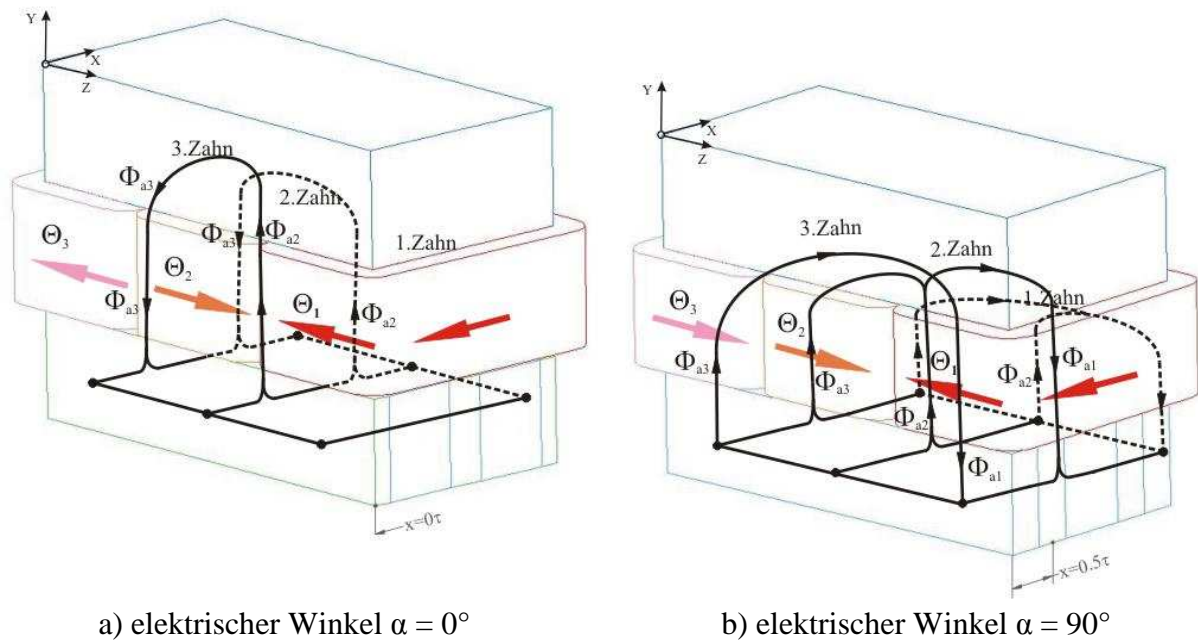 Y
X
Z
3.Zahn
2.Zahn
1.Zahn
Φa3
Φa3
Φa2
Θ3
Θ2
Φa3
Θ1
Φa2
x=0τ
a) elektrischer Winkel α = 0°
Y
X
Z
3.Zahn
2.Zahn
1.Zahn
Θ3
Θ2
Θ1
Φa3
Φa3
Φa2
Φa2
Φa1
Φa1
x=0.5τ
b) elektrischer Winkel α = 90°